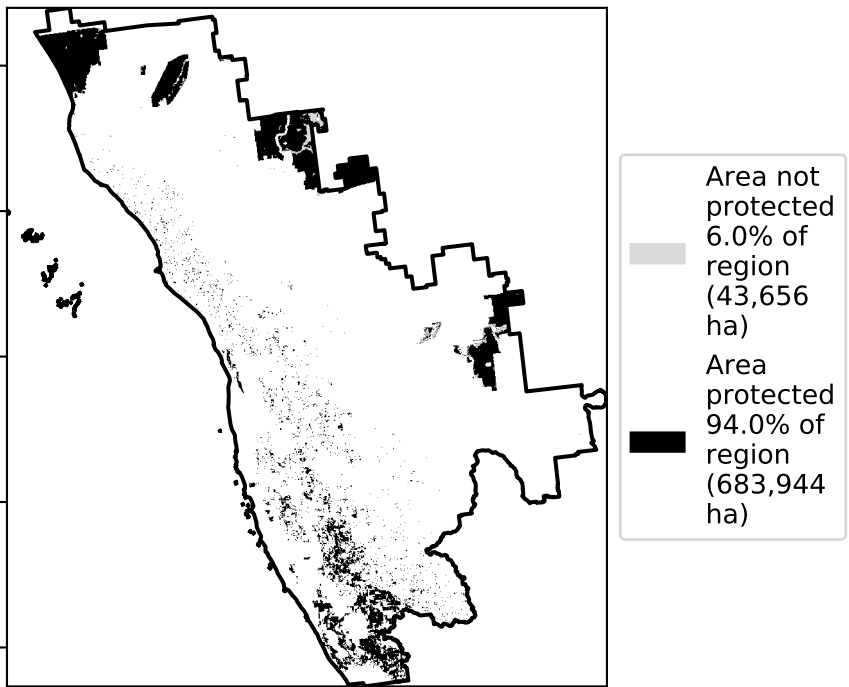 Area not
protected
6.0% of
region
(43,656
ha)
Area
protected
94.0% of
region
(683,944
ha)